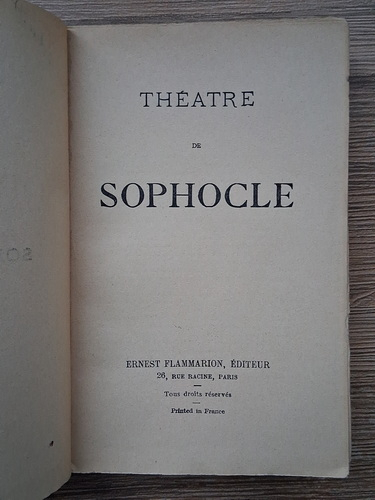 THÉATRE
DE
SOPHOCLE
ERNEST FLAMMARION, ÉDITEUR
26, RUE RACINE, PARIS
Tous droits réservés
Printed in France